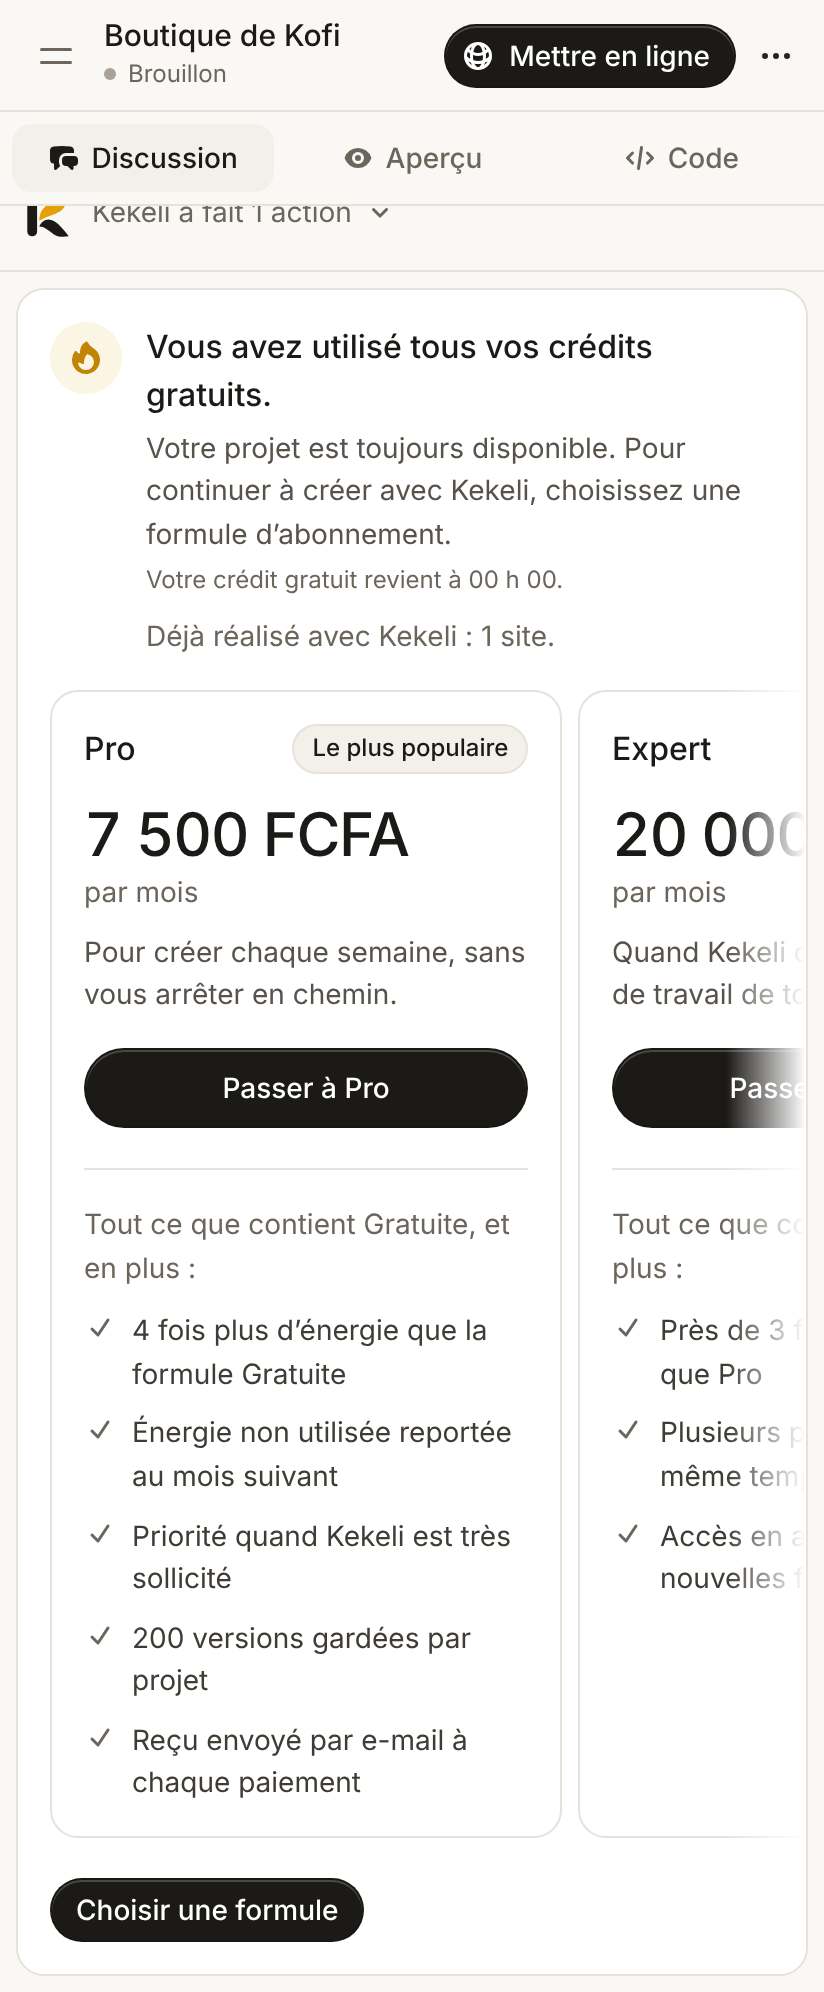 Boutique de Kofi
Brouillon
Mettre en ligne
Discussion
Aperçu
Code
Kekeli a fait 1 action
Vous avez utilisé tous vos crédits
gratuits.
Votre projet est toujours disponible. Pour
continuer à créer avec Kekeli, choisissez une
formule d’abonnement.
Votre crédit gratuit revient à 00 h 00.
Déjà réalisé avec Kekeli : 1 site.
Pro
Le plus populaire
7 500 FCFA
par mois
Pour créer chaque semaine, sans
vous arrêter en chemin.
Passer à Pro
Tout ce que contient Gratuite, et
en plus :
4 fois plus d’énergie que la
formule Gratuite
Énergie non utilisée reportée
au mois suivant
Priorité quand Kekeli est très
sollicité
200 versions gardées par
projet
Reçu envoyé par e-mail à
chaque paiement
Expert
20 000
par mois
Quand Kekeli
de travail de
Tout ce que
plus :
Près de 3
que Pro
Plusieurs
même
Accès en
nouvelles
Choisir une formule